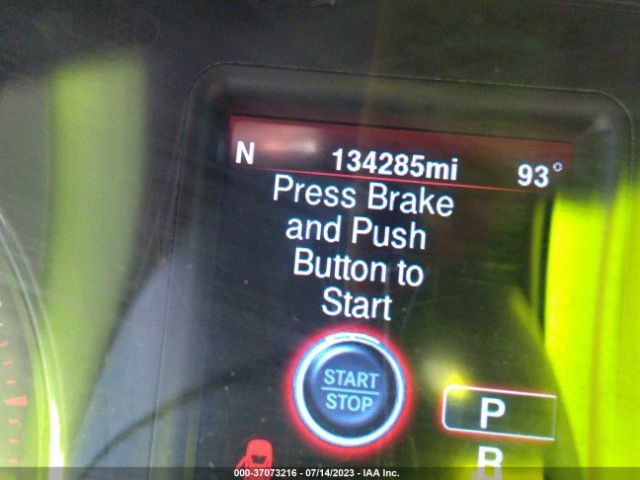 N 134285mi 93°
Press Brake
and Push
Button to
Start
START
STOP
P
R
000-37073216 - 07/14/2023 - IAA Inc.